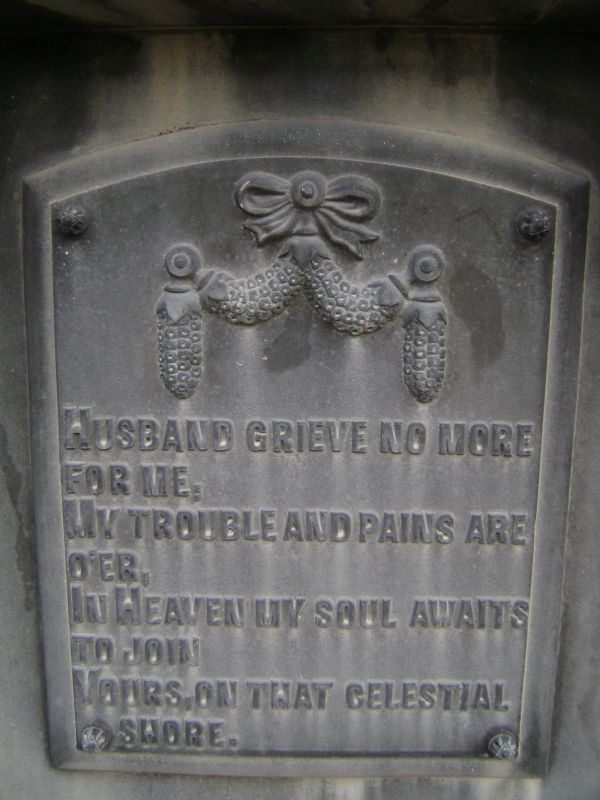 HUSBAND GRIEVE NO MORE
FOR ME,
MY TROUBLE AND PAINS ARE
O'ER,
IN HEAVEN MY SOUL AWAITS
TO JOIN
YOURS, ON THAT CELESTIAL
SHORE.